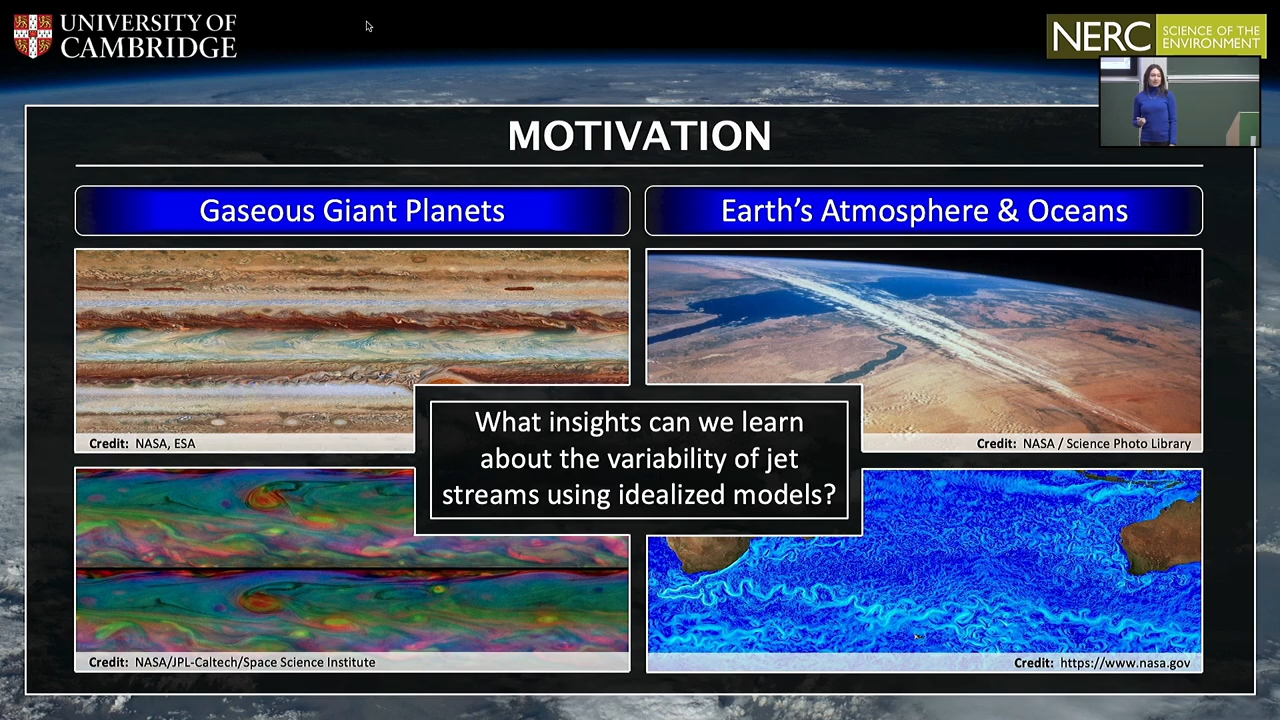 UNIVERSITY OF
CAMBRIDGE
NERC
SCIENCE OF THE
ENVIRONMENT
MOTIVATION
Gaseous Giant Planets
Earth's Atmosphere & Oceans
Credit: NASA, ESA
Credit: NASA / Science Photo Library
What insights can we learn
about the variability of jet
streams using idealized models?
Credit: NASA/JPL-Caltech/Space Science Institute
Credit: https://www.nasa.gov